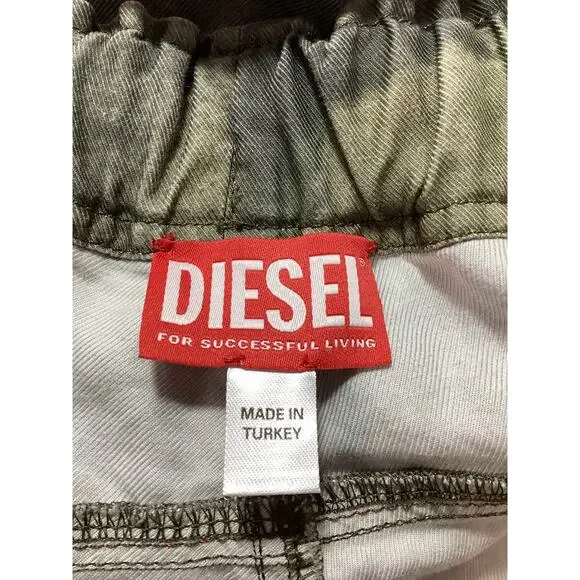 DIESEL®
FOR SUCCESSFUL LIVING
MADE IN
TURKEY